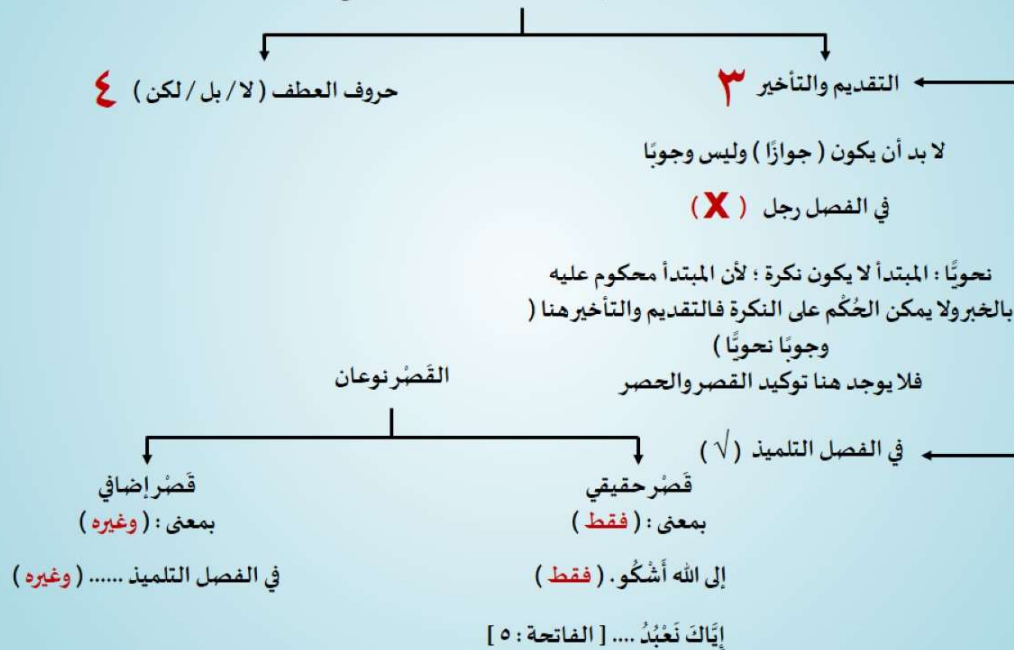 التقديم والتأخير ٣
حروف العطف ( لا / بل / لكن ) ٤
لا بد أن يكون ( جوازًا ) وليس وجوبًا
في الفصل رجل ( X )
نحويًّا : المبتدأ لا يكون نكرة ؛ لأن المبتدأ محكوم عليه
بالخبر ولا يمكن الحُكْم على النكرة فالتقديم والتأخير هنا (
وجوبًا نحويًّا )
فلا يوجد هنا توكيد القصر والحصر
القَصْر نوعان
في الفصل التلميذ (√)
قَصْر حقيقي
بمعنى : ( فقط )
إلى الله أَشْكُو . ( فقط )
إِيَّاكَ نَعْبُدُ .... [ الفاتحة : ٥ ]
قَصْر إضافي
بمعنى : ( وغيره )
في الفصل التلميذ ...... ( وغيره )